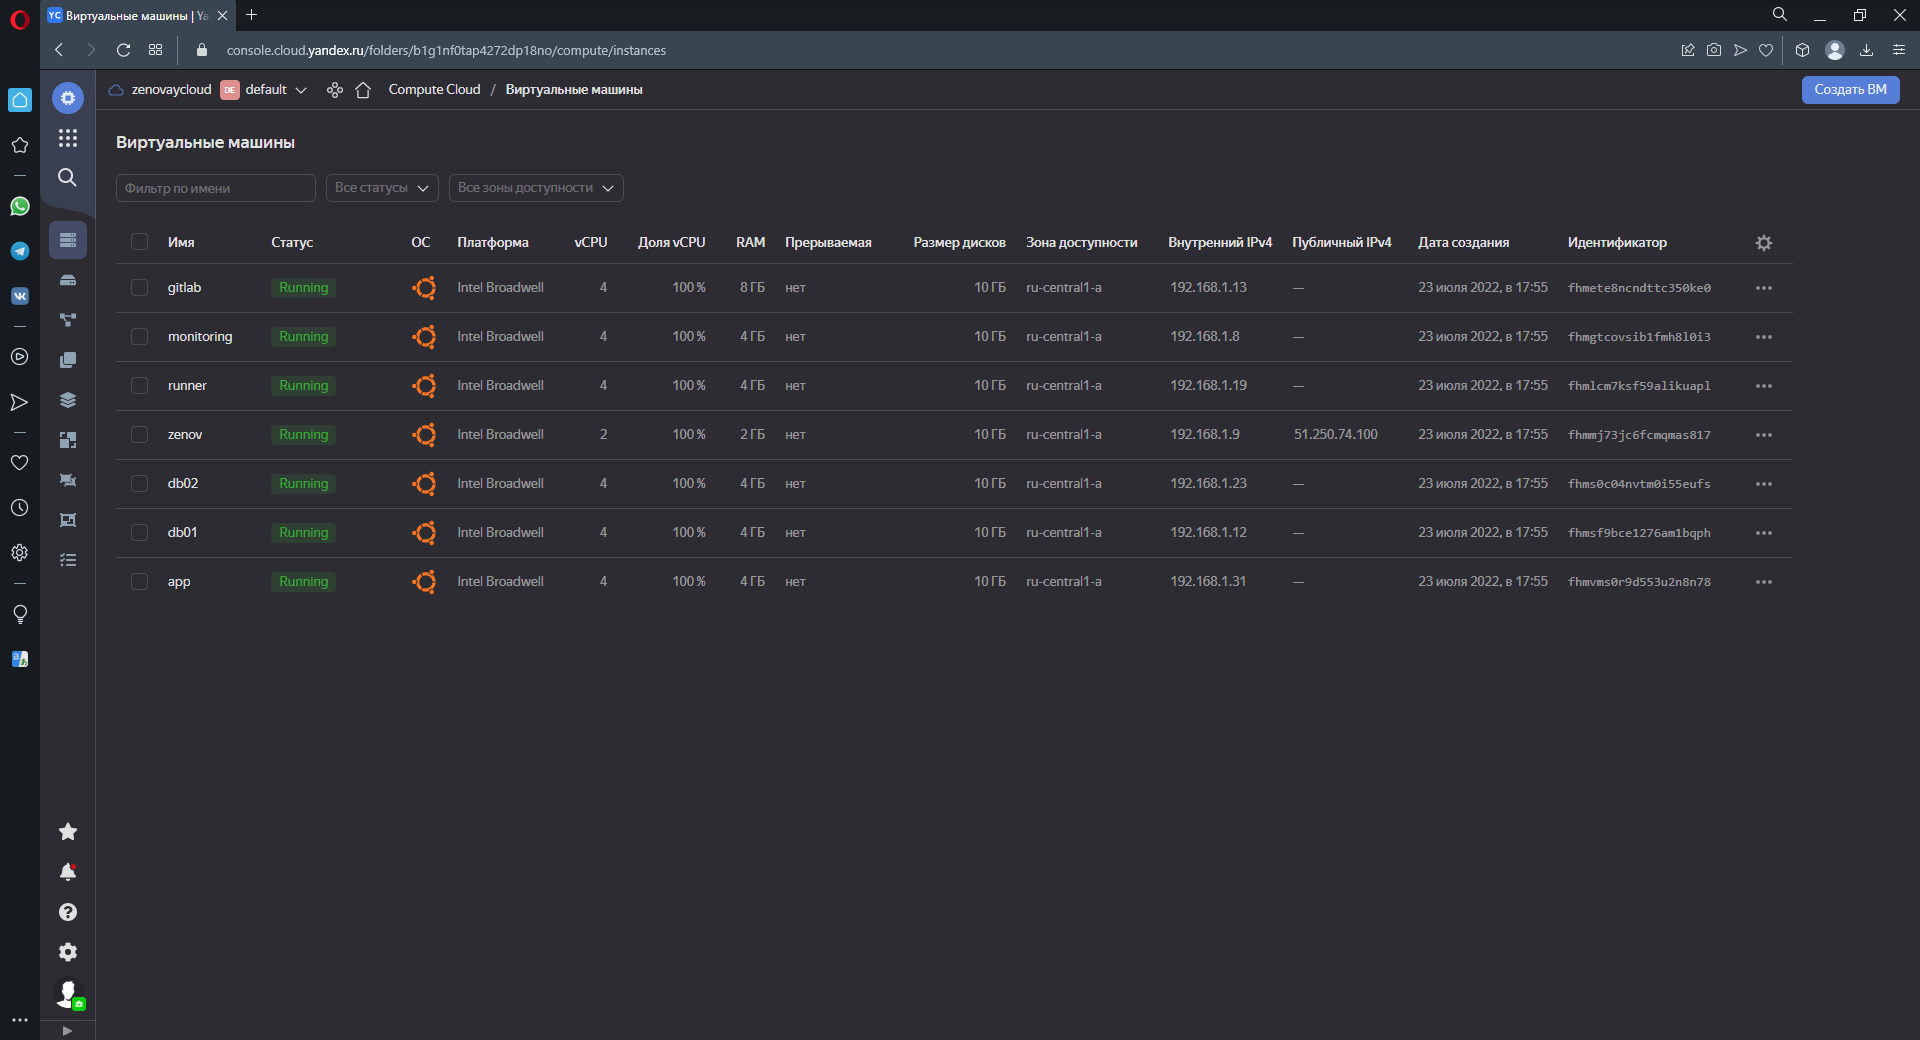 YC Виртуальные машины | Ya
console.cloud.yandex.ru/folders/b1g1nf0tap4272dp18no/compute/instances
zenovaycloud DE default Compute Cloud / Виртуальные машины Создать ВМ
Виртуальные машины
Фильтр по имени Все статусы Все зоны доступности
Имя Статус ОС Платформа vCPU Доля vCPU RAM Прерываемая Размер дисков Зона доступности Внутренний IPv4 Публичный IPv4 Дата создания Идентификатор
gitlab Running Intel Broadwell 4 100 % 8 ГБ нет 10 ГБ ru-central1-a 192.168.1.13 — 23 июля 2022, в 17:55 fhmete8ncndttc350ke0
monitoring Running Intel Broadwell 4 100 % 4 ГБ нет 10 ГБ ru-central1-a 192.168.1.8 — 23 июля 2022, в 17:55 fhmgtcovsib1fmh8l0i3
runner Running Intel Broadwell 4 100 % 4 ГБ нет 10 ГБ ru-central1-a 192.168.1.19 — 23 июля 2022, в 17:55 fhmlcm7ksf59alikuapl
zenov Running Intel Broadwell 2 100 % 2 ГБ нет 10 ГБ ru-central1-a 192.168.1.9 51.250.74.100 23 июля 2022, в 17:55 fhmmj73jc6fcmqmas817
db02 Running Intel Broadwell 4 100 % 4 ГБ нет 10 ГБ ru-central1-a 192.168.1.23 — 23 июля 2022, в 17:55 fhms0c04nvtm0i55eufs
db01 Running Intel Broadwell 4 100 % 4 ГБ нет 10 ГБ ru-central1-a 192.168.1.12 — 23 июля 2022, в 17:55 fhmsf9bce1276am1bqph
app Running Intel Broadwell 4 100 % 4 ГБ нет 10 ГБ ru-central1-a 192.168.1.31 — 23 июля 2022, в 17:55 fhmvms0r9d553u2n8n78